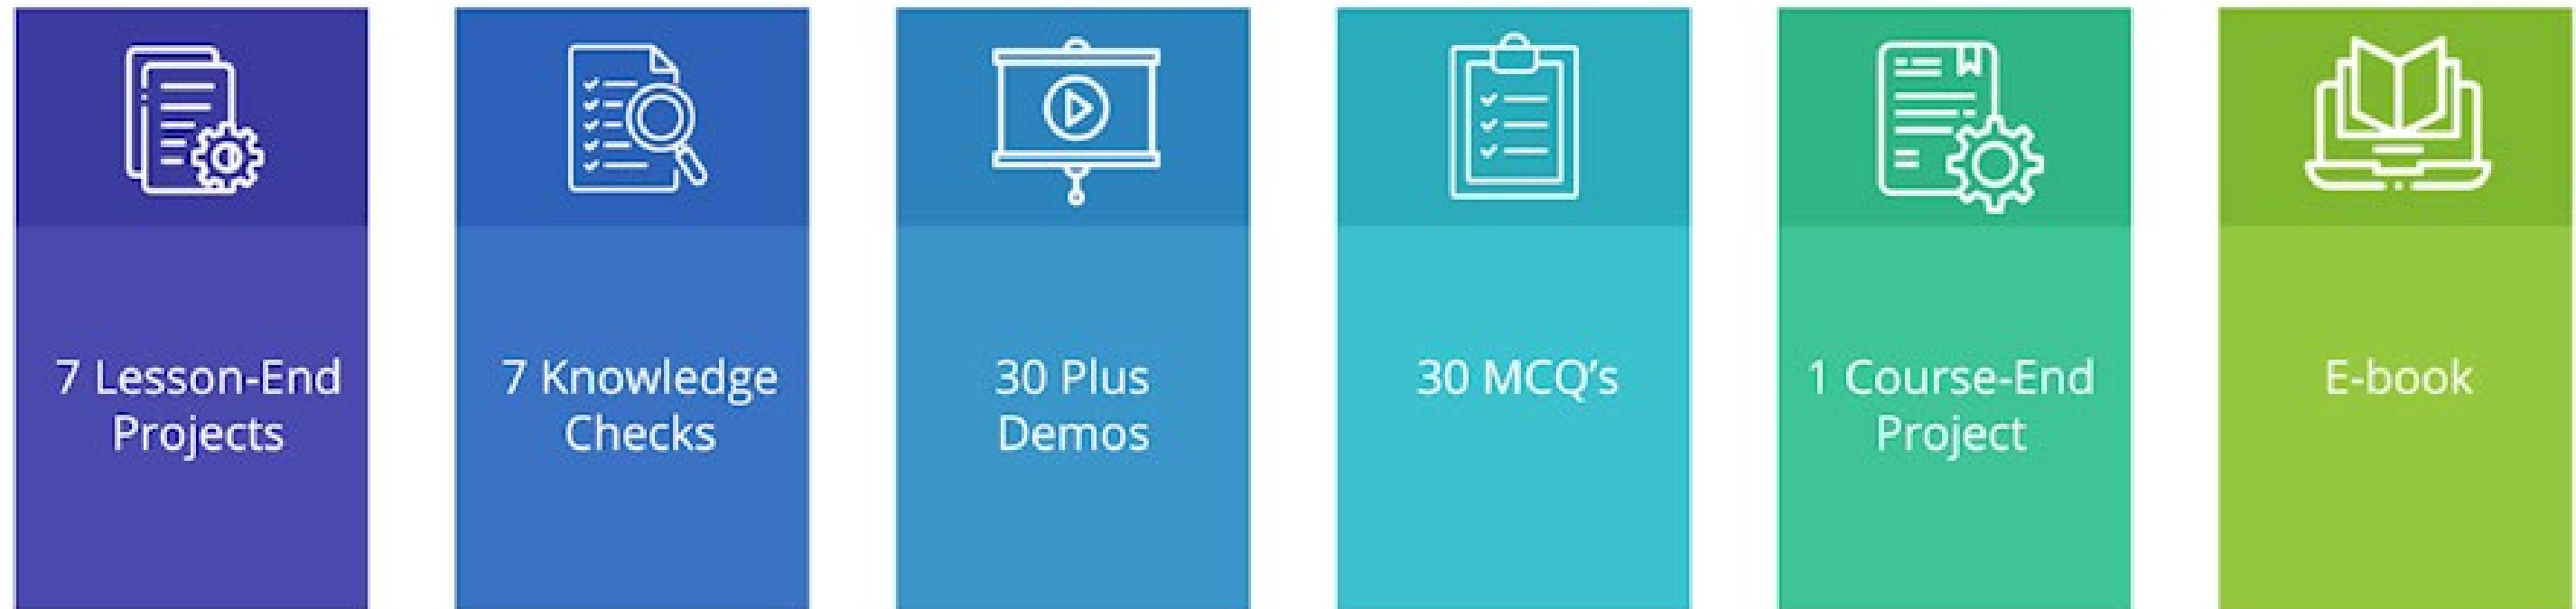 7 Lesson-End
Projects
7 Knowledge
Checks
30 Plus
Demos
30 MCQ’s
1 Course-End
Project
E-book